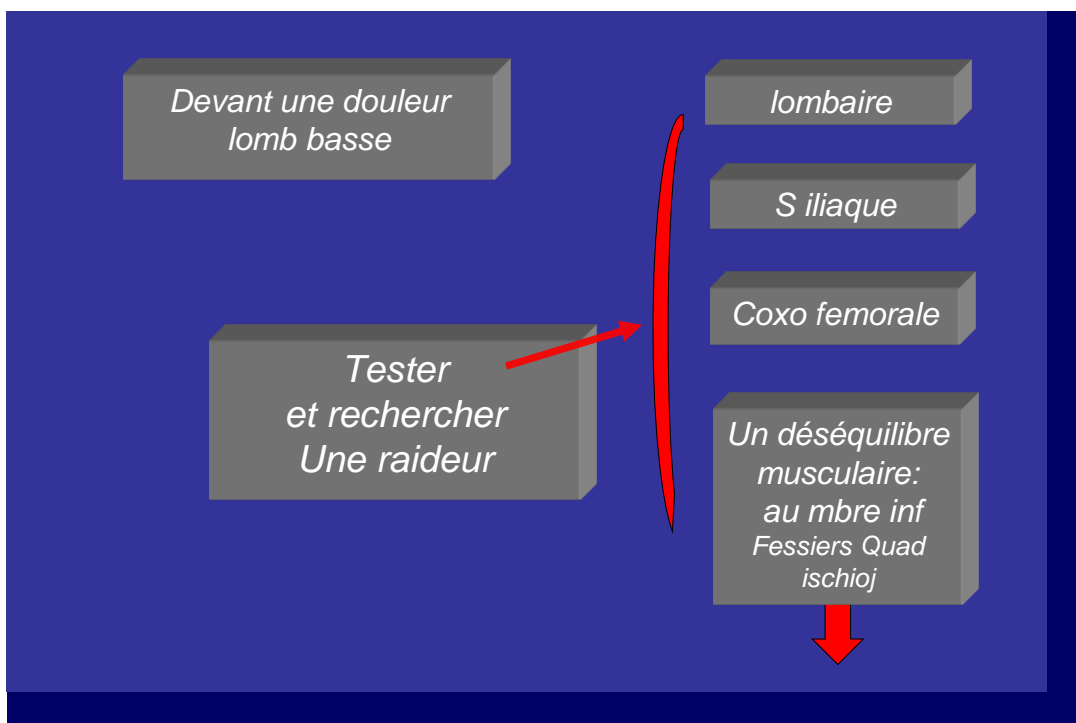 Devant une douleur
lomb basse
Tester
et rechercher
Une raideur
lombaire
S iliaque
Coxo femorale
Un déséquilibre
musculaire:
au mbre inf
Fessiers Quad
ischioj